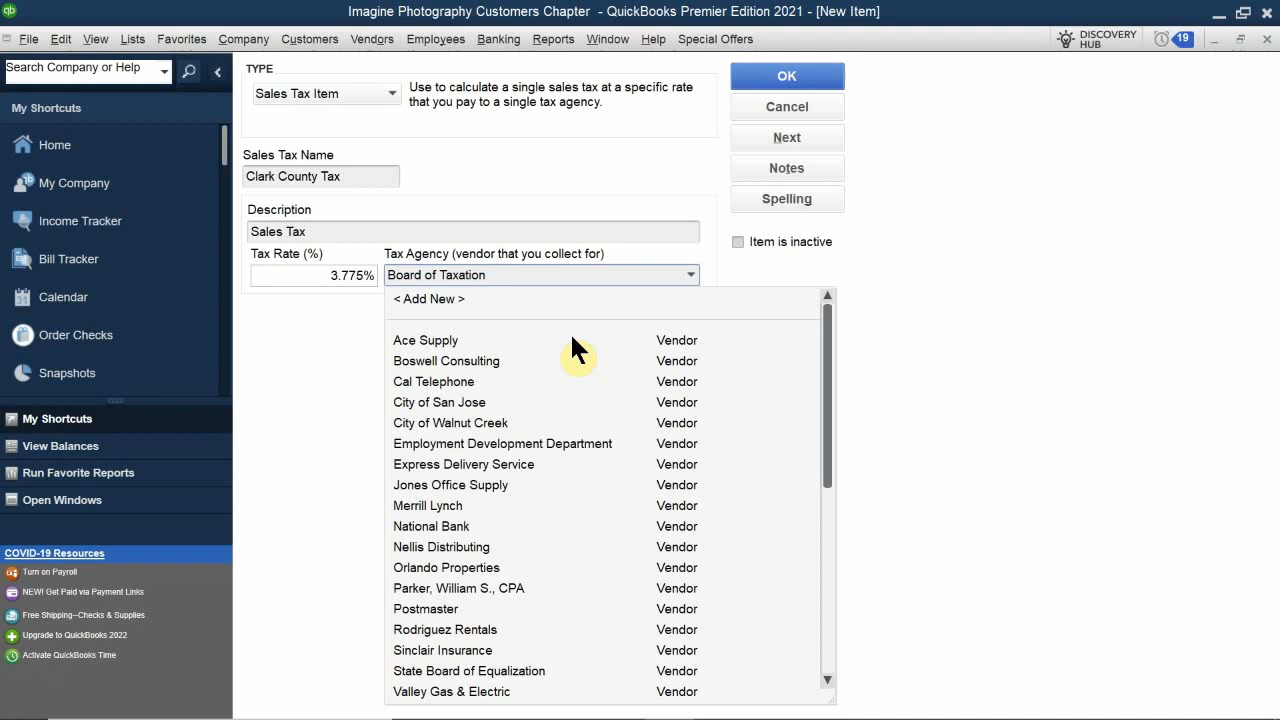 Imagine Photography Customers Chapter - QuickBooks Premier Edition 2021 - [New Item]
File Edit View Lists Favorites Company Customers Vendors Employees Banking Reports Window Help Special Offers
DISCOVERY
HUB
19
Search Company or Help
My Shortcuts
Home
My Company
Income Tracker
Bill Tracker
Calendar
Order Checks
Snapshots
My Shortcuts
View Balances
Run Favorite Reports
Open Windows
COVID-19 Resources
Turn on Payroll
NEW! Get Paid via Payment Links
Free Shipping--Checks & Supplies
Upgrade to QuickBooks 2022
Activate QuickBooks Time
TYPE
Sales Tax Item
Use to calculate a single sales tax at a specific rate
that you pay to a single tax agency.
Sales Tax Name
Clark County Tax
Description
Sales Tax
Tax Rate (%) Tax Agency (vendor that you collect for)
3.775% Board of Taxation
< Add New >
Ace Supply Vendor
Boswell Consulting Vendor
Cal Telephone Vendor
City of San Jose Vendor
City of Walnut Creek Vendor
Employment Development Department Vendor
Express Delivery Service Vendor
Jones Office Supply Vendor
Merrill Lynch Vendor
National Bank Vendor
Nellis Distributing Vendor
Orlando Properties Vendor
Parker, William S., CPA Vendor
Postmaster Vendor
Rodriguez Rentals Vendor
Sinclair Insurance Vendor
State Board of Equalization Vendor
Valley Gas & Electric Vendor
OK
Cancel
Next
Notes
Spelling
Item is inactive